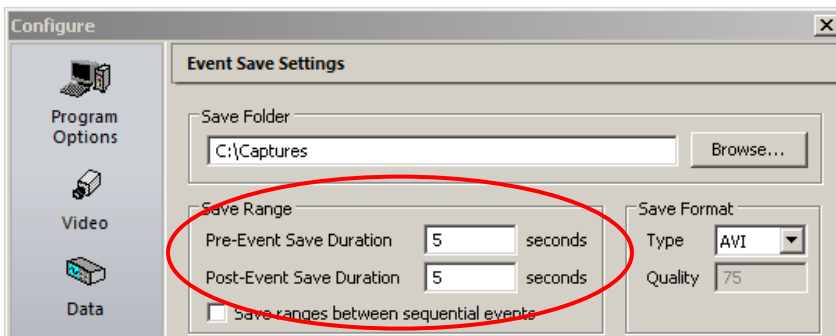 Configure
Program
Options
Video
Data
Event Save Settings
Save Folder
C:\Captures
Browse...
Save Range
Pre-Event Save Duration 5 seconds
Post-Event Save Duration 5 seconds
Save ranges between sequential events
Save Format
Type AVI
Quality 75